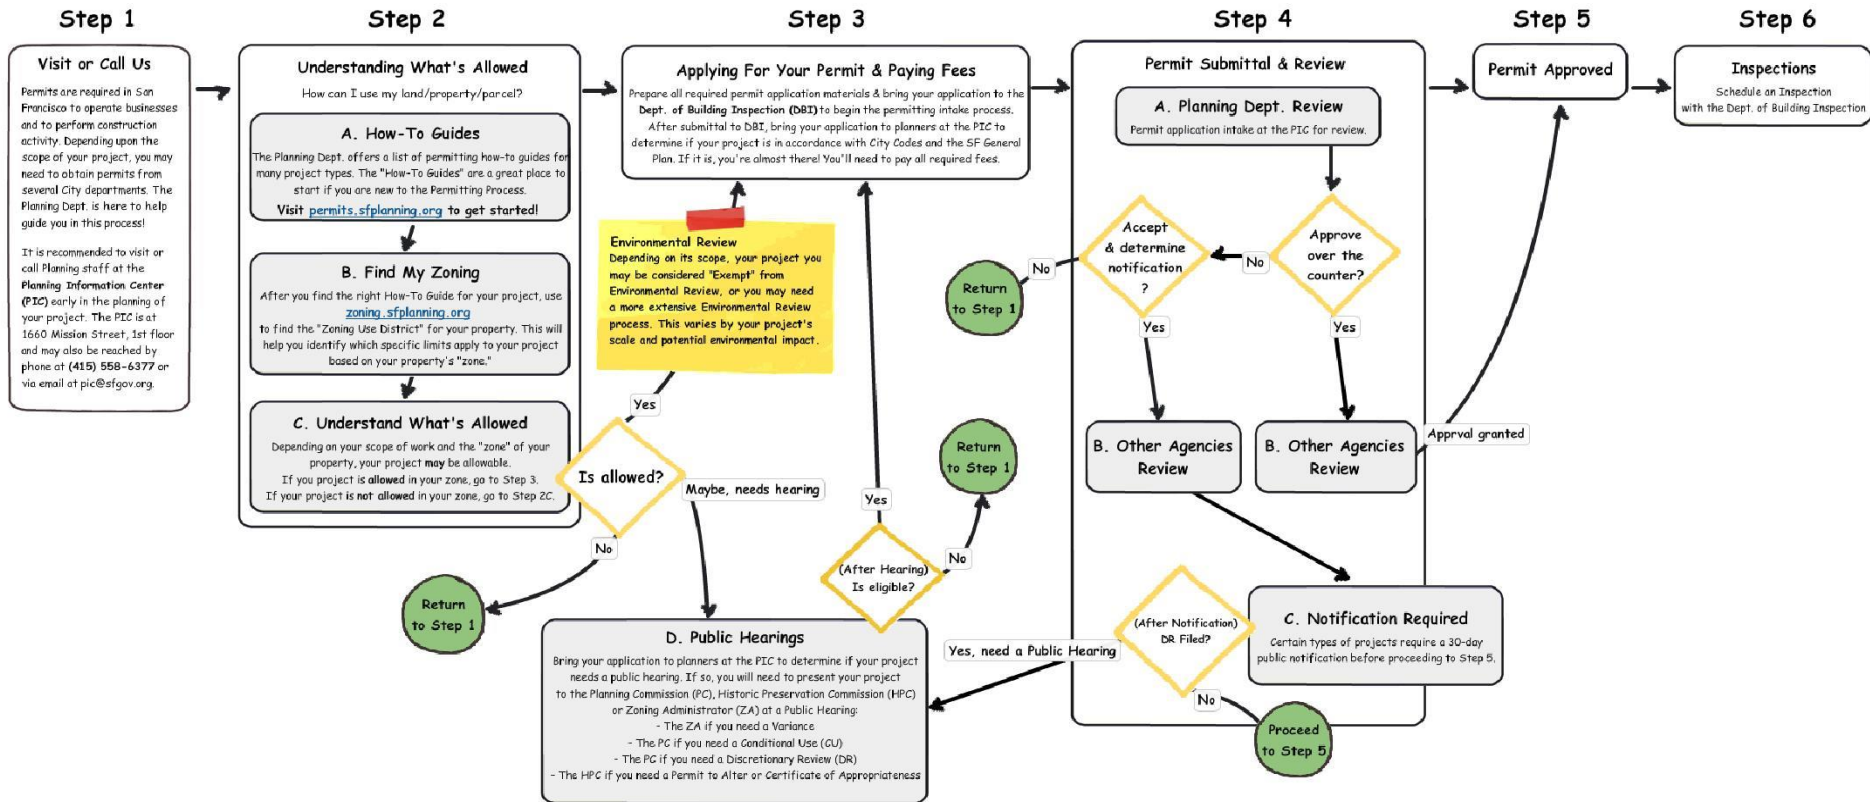 Step 1
Visit or Call Us
Permits are required in San
Francisco to operate businesses
and to perform construction
activity. Depending upon the
scope of your project, you may
need to obtain permits from
several City departments. The
Planning Dept. is here to help
guide you in this process!
It is recommended to visit or
call Planning staff at the
Planning Information Center
(PIC) early in the planning of
your project. The PIC is at
1660 Mission Street, 1st floor
and may also be reached by
phone at (415) 558-6377 or
via email at pic@sfgov.org.
Step 2
Understanding What's Allowed
How can I use my land/property/parcel?
A. How-To Guides
The Planning Dept. offers a list of permitting how-to guides for
many project types. The "How-To Guides" are a great place to
start if you are new to the Permitting Process.
Visit permits.sfplanning.org to get started!
B. Find My Zoning
After you find the right How-To Guide for your project, use
zoning.sfplanning.org
to find the "Zoning Use District" for your property. This will
help you identify which specific limits apply to your project
based on your property's "zone."
C. Understand What's Allowed
Depending on your scope of work and the "zone" of your
property, your project may be allowable.
If you project is allowed in your zone, go to Step 3.
If your project is not allowed in your zone, go to Step 2C.
Is allowed?
Yes
Maybe, needs hearing
No
Return
to Step 1
Step 3
Applying For Your Permit & Paying Fees
Prepare all required permit application materials & bring your application to the
Dept. of Building Inspection (DBI) to begin the permitting intake process.
After submittal to DBI, bring your application to planners at the PIC to
determine if your project is in accordance with City Codes and the SF General
Plan. If it is, you're almost there! You'll need to pay all required fees.
Environmental Review
Depending on its scope, your project you
may be considered "Exempt" from
Environmental Review, or you may need
a more extensive Environmental Review
process. This varies by your project's
scale and potential environmental impact.
D. Public Hearings
Bring your application to planners at the PIC to determine if your project
needs a public hearing. If so, you will need to present your project
to the Planning Commission (PC), Historic Preservation Commission (HPC)
or Zoning Administrator (ZA) at a Public Hearing:
- The ZA if you need a Variance
- The PC if you need a Conditional Use (CU)
- The PC if you need a Discretionary Review (DR)
- The HPC if you need a Permit to Alter or Certificate of Appropriateness
(After Hearing)
Is eligible?
Yes
No
Return
to Step 1
Step 4
Permit Submittal & Review
A. Planning Dept. Review
Permit application intake at the PIC for review.
Approve
over the
counter?
No
Yes
Accept
& determine
notification
?
No
Return
to Step 1
Yes
B. Other Agencies
Review
B. Other Agencies
Review
Apprval granted
C. Notification Required
Certain types of projects require a 30-day
public notification before proceeding to Step 5.
(After Notification)
DR Filed?
Yes, need a Public Hearing
No
Proceed
to Step 5
Step 5
Permit Approved
Step 6
Inspections
Schedule an Inspection
with the Dept. of Building Inspection